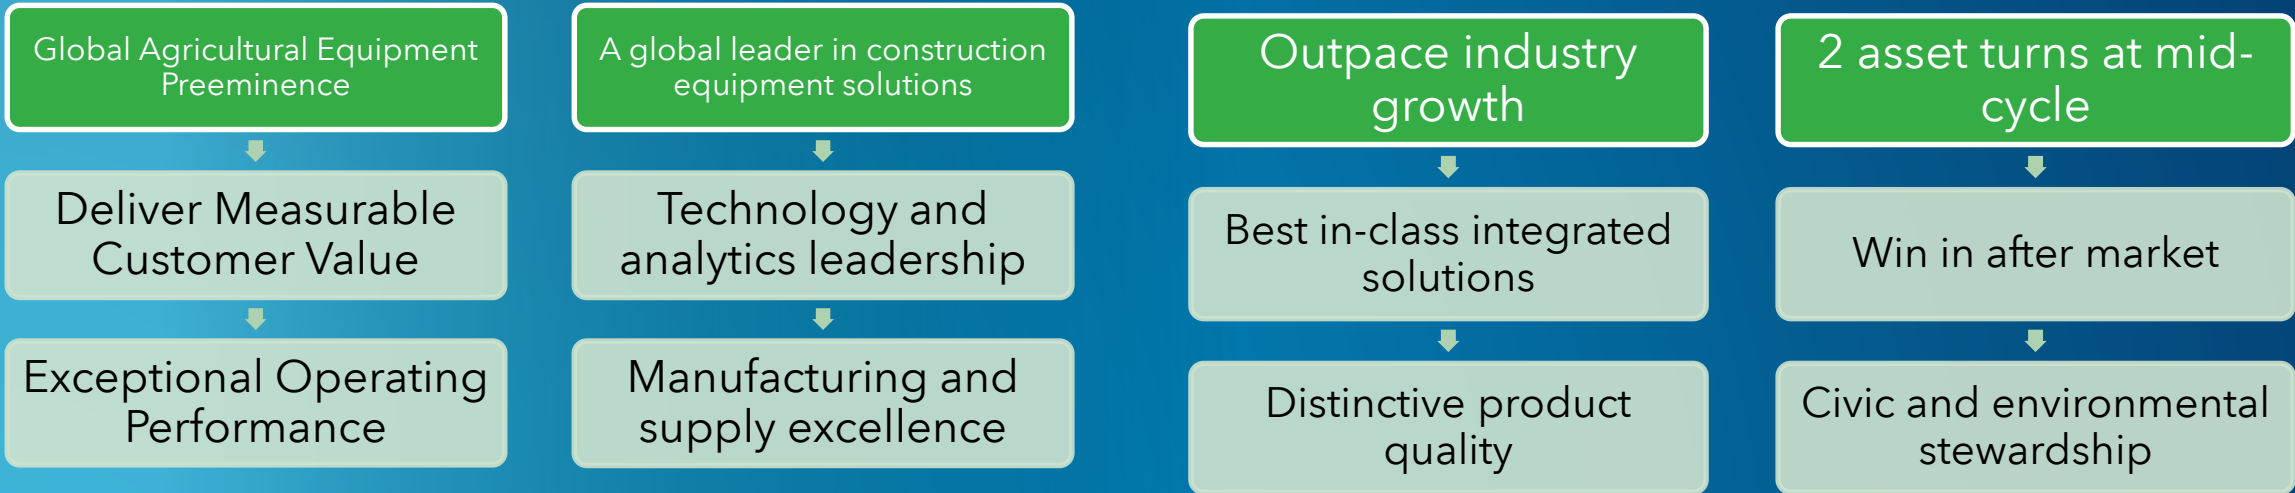 Global Agricultural Equipment
Preeminence
Deliver Measurable
Customer Value
Exceptional Operating
Performance
A global leader in construction
equipment solutions
Technology and
analytics leadership
Manufacturing and
supply excellence
Outpace industry
growth
Best in-class integrated
solutions
Distinctive product
quality
2 asset turns at mid-
cycle
Win in after market
Civic and environmental
stewardship